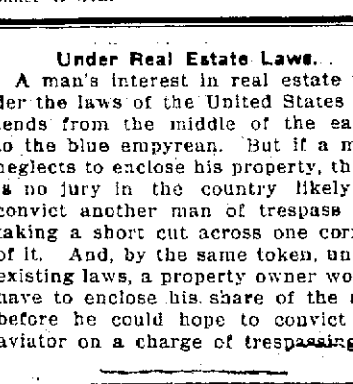 Under Real Estate Laws.
A man's interest in real estate
der the laws of the United States
tends from the middle of the ea
to the blue empyrean. But if a m
neglects to enclose his property, th
is no jury in the country likely
convict another man of trespass
taking a short cut across one corn
of it. And, by the same token, un
existing laws, a property owner wo
have to enclose his share of the
before he could hope to convict
aviator on a charge of trespassing